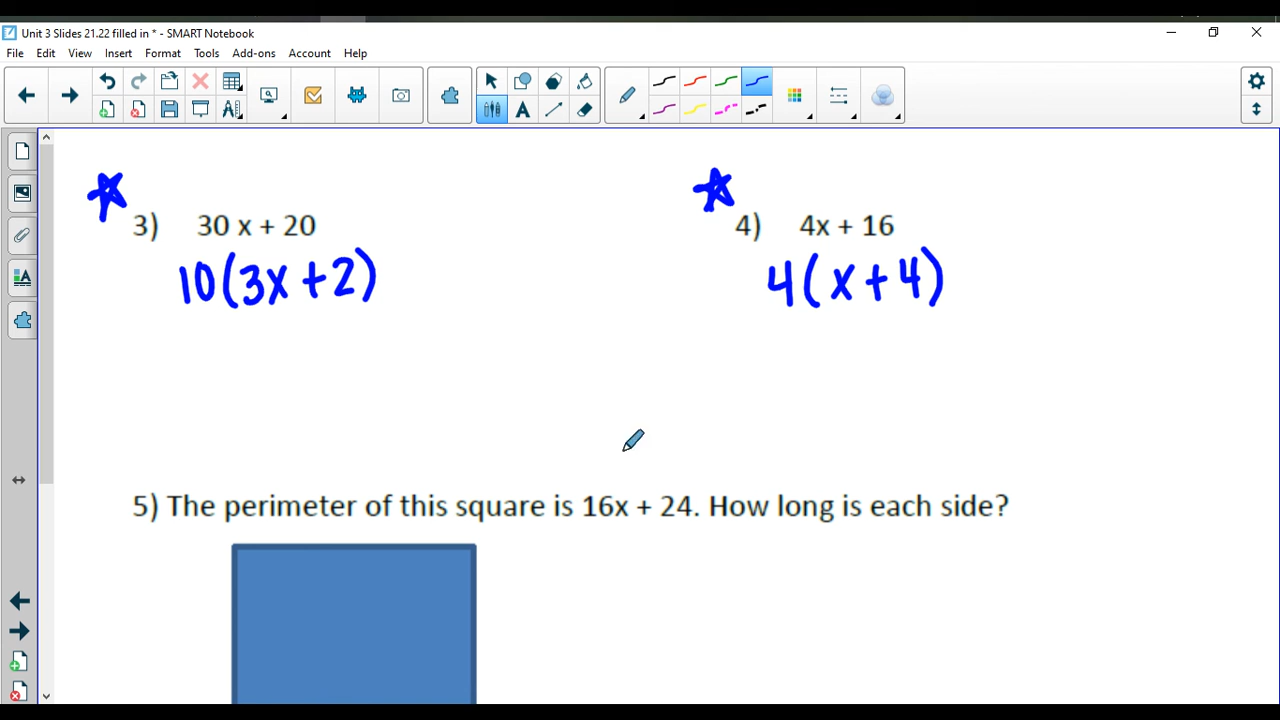 Unit 3 Slides 21.22 filled in * - SMART Notebook
File Edit View Insert Format Tools Add-ons Account Help
3) 30 x + 20
10(3x+2)
4) 4x + 16
4(x+4)
5) The perimeter of this square is 16x + 24. How long is each side?